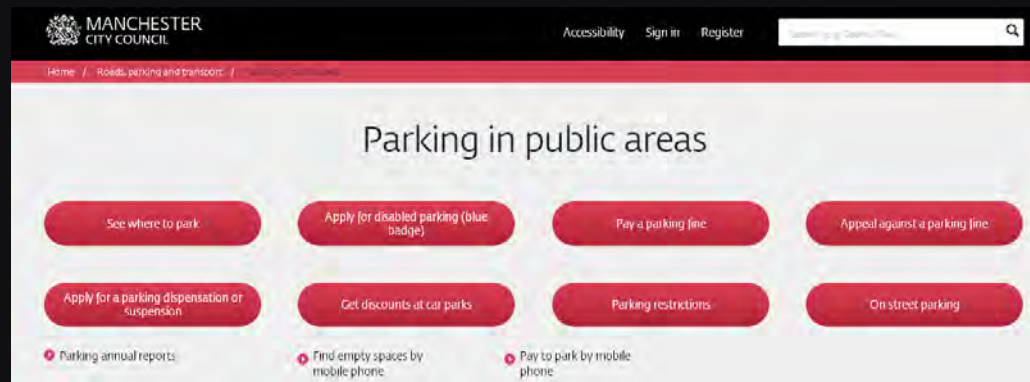 MANCHESTER
CITY COUNCIL
Accessibility Sign in Register
Home / Roads, parking and transport /
Parking in public areas
See where to park
Apply for disabled parking (blue
badge)
Pay a parking fine
Appeal against a parking fine
Apply for a parking dispensation or
suspension
Get discounts at car parks
Parking restrictions
On street parking
Parking annual reports
Find empty spaces by
mobile phone
Pay to park by mobile
phone